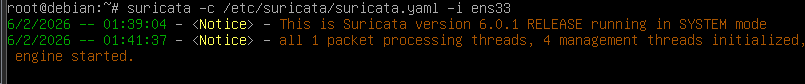 root@debian:~# suricata -c /etc/suricata/suricata.yaml -i ens33
6/2/2026 -- 01:39:04 - <Notice> - This is Suricata version 6.0.1 RELEASE running in SYSTEM mode
6/2/2026 -- 01:41:37 - <Notice> - all 1 packet processing threads, 4 management threads initialized,
 engine started.